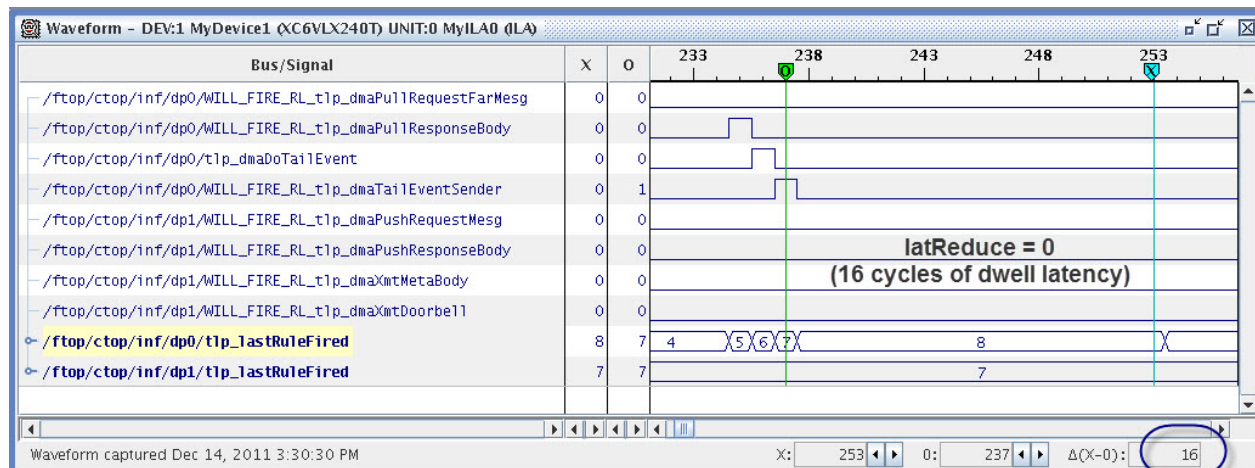 Waveform - DEV:1 MyDevice1 (XC6VLX240T) UNIT:0 MyILA0 (ILA)
Bus/Signal X O 233 238 243 248 253
O X
/ftop/ctop/inf/dp0/WILL_FIRE_RL_tlp_dmaPullRequestFarMesg 0 0
/ftop/ctop/inf/dp0/WILL_FIRE_RL_tlp_dmaPullResponseBody 0 0
/ftop/ctop/inf/dp0/tlp_dmaDoTailEvent 0 0
/ftop/ctop/inf/dp0/WILL_FIRE_RL_tlp_dmaTailEventSender 0 1
/ftop/ctop/inf/dp1/WILL_FIRE_RL_tlp_dmaPushRequestMesg 0 0
/ftop/ctop/inf/dp1/WILL_FIRE_RL_tlp_dmaPushResponseBody 0 0 latReduce = 0
/ftop/ctop/inf/dp1/WILL_FIRE_RL_tlp_dmaXmtMetaBody 0 0 (16 cycles of dwell latency)
/ftop/ctop/inf/dp1/WILL_FIRE_RL_tlp_dmaXmtDoorbell 0 0
/ftop/ctop/inf/dp0/tlp_lastRuleFired 8 7 4 5 6 7 8
/ftop/ctop/inf/dp1/tlp_lastRuleFired 7 7 7
Waveform captured Dec 14, 2011 3:30:30 PM X: 253 O: 237 Δ(X-O): 16